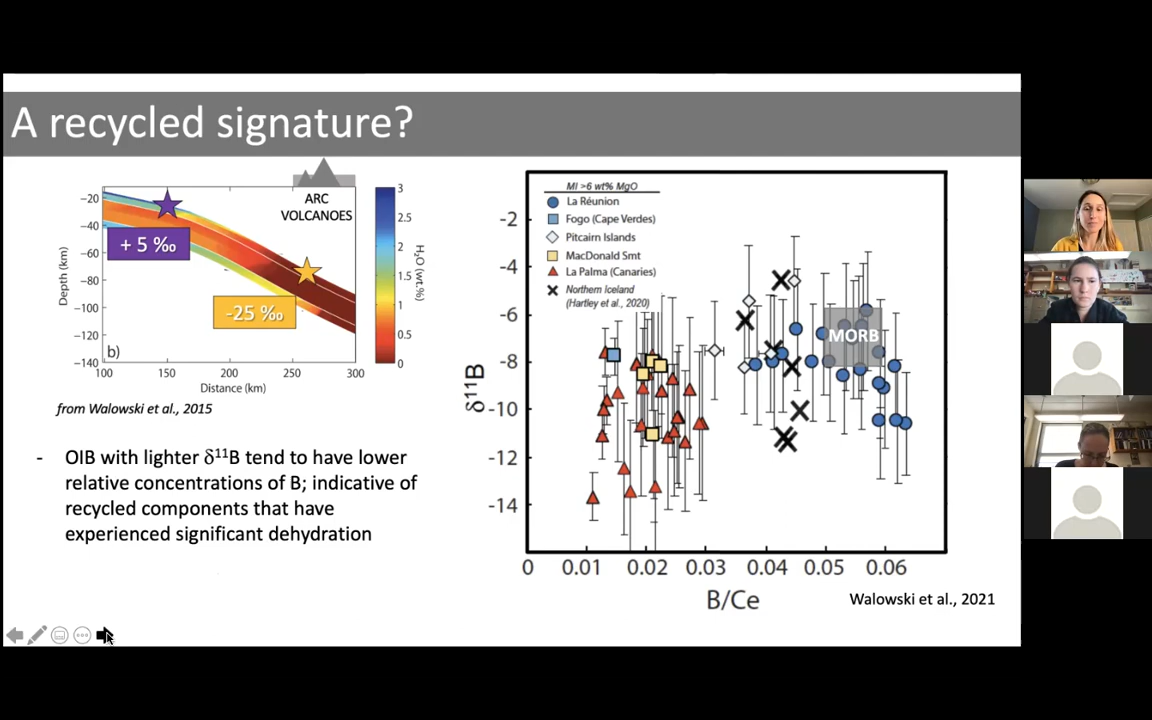 A recycled signature?
ARC
VOLCANOES
+ 5 ‰
-25 ‰
−20
−40
−60
−80
−100
−120
−140
Depth (km)
b)
100
150
200
250
300
Distance (km)
3
2.5
2
1.5
1
0.5
0
H₂O (wt.%)
from Walowski et al., 2015
- OIB with lighter δ¹¹B tend to have lower
relative concentrations of B; indicative of
recycled components that have
experienced significant dehydration
MI >6 wt% MgO
La Réunion
Fogo (Cape Verdes)
Pitcairn Islands
MacDonald Smt
La Palma (Canaries)
Northern Iceland
(Hartley et al., 2020)
MORB
-2
-4
-6
-8
-10
-12
-14
δ¹¹B
0
0.01
0.02
0.03
0.04
0.05
0.06
B/Ce
Walowski et al., 2021